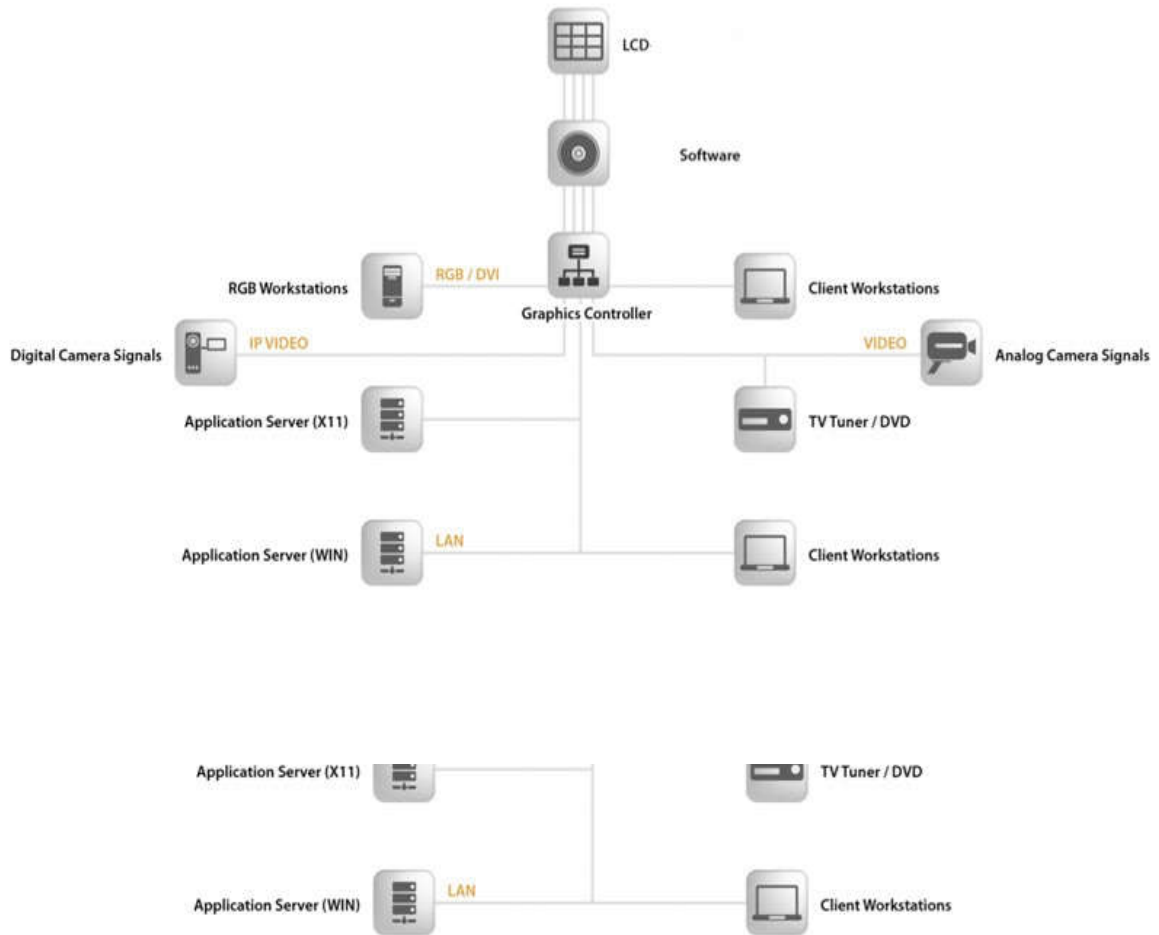 LCD
Software
RGB Workstations
RGB / DVI
Graphics Controller
Client Workstations
Digital Camera Signals
IP VIDEO
VIDEO
Analog Camera Signals
Application Server (X11)
TV Tuner / DVD
Application Server (WIN)
LAN
Client Workstations
Application Server (X11)
TV Tuner / DVD
Application Server (WIN)
LAN
Client Workstations